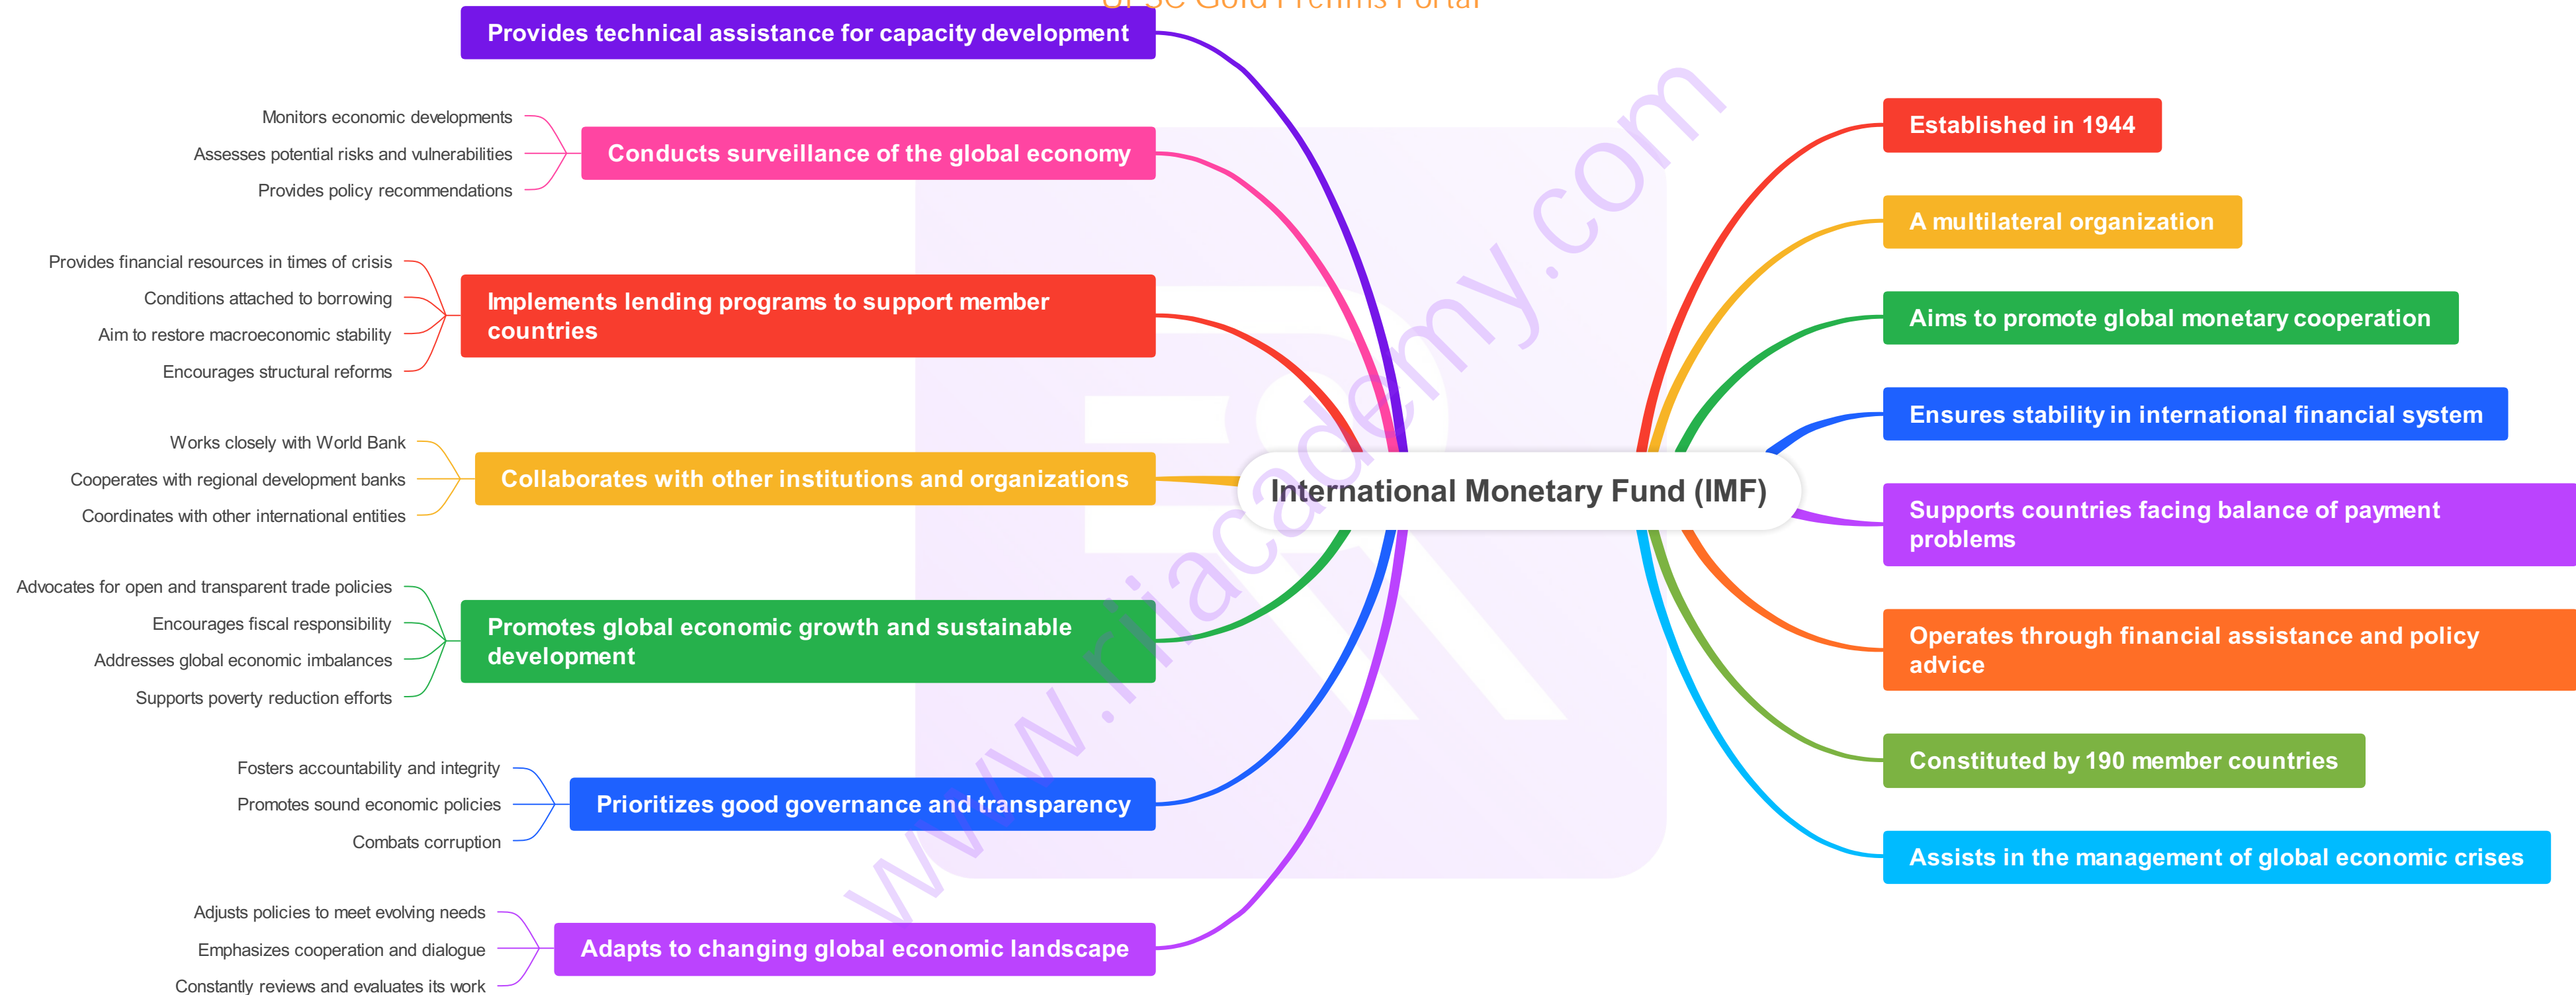 UPSC Gold Prelims Portal
Provides technical assistance for capacity development
Monitors economic developments
Assesses potential risks and vulnerabilities
Provides policy recommendations
Conducts surveillance of the global economy
Provides financial resources in times of crisis
Conditions attached to borrowing
Aim to restore macroeconomic stability
Encourages structural reforms
Implements lending programs to support member
countries
Works closely with World Bank
Cooperates with regional development banks
Coordinates with other international entities
Collaborates with other institutions and organizations
Advocates for open and transparent trade policies
Encourages fiscal responsibility
Addresses global economic imbalances
Supports poverty reduction efforts
Promotes global economic growth and sustainable
development
Fosters accountability and integrity
Promotes sound economic policies
Combats corruption
Prioritizes good governance and transparency
Adjusts policies to meet evolving needs
Emphasizes cooperation and dialogue
Constantly reviews and evaluates its work
Adapts to changing global economic landscape
International Monetary Fund (IMF)
Established in 1944
A multilateral organization
Aims to promote global monetary cooperation
Ensures stability in international financial system
Supports countries facing balance of payment
problems
Operates through financial assistance and policy
advice
Constituted by 190 member countries
Assists in the management of global economic crises